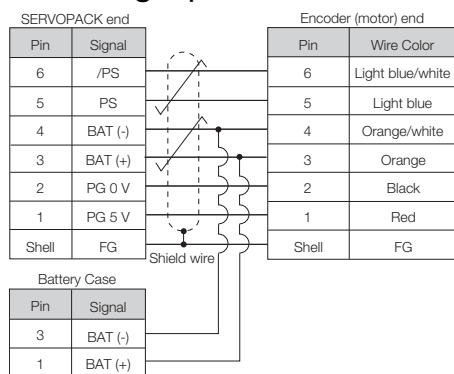 SERVOPACK end
Encoder (motor) end
Pin Signal
Pin Wire Color
6 /PS
6 Light blue/white
5 PS
5 Light blue
4 BAT (-)
4 Orange/white
3 BAT (+)
3 Orange
2 PG 0 V
2 Black
1 PG 5 V
1 Red
Shell FG
Shield wire
Shell FG
Battery Case
Pin Signal
3 BAT (-)
1 BAT (+)